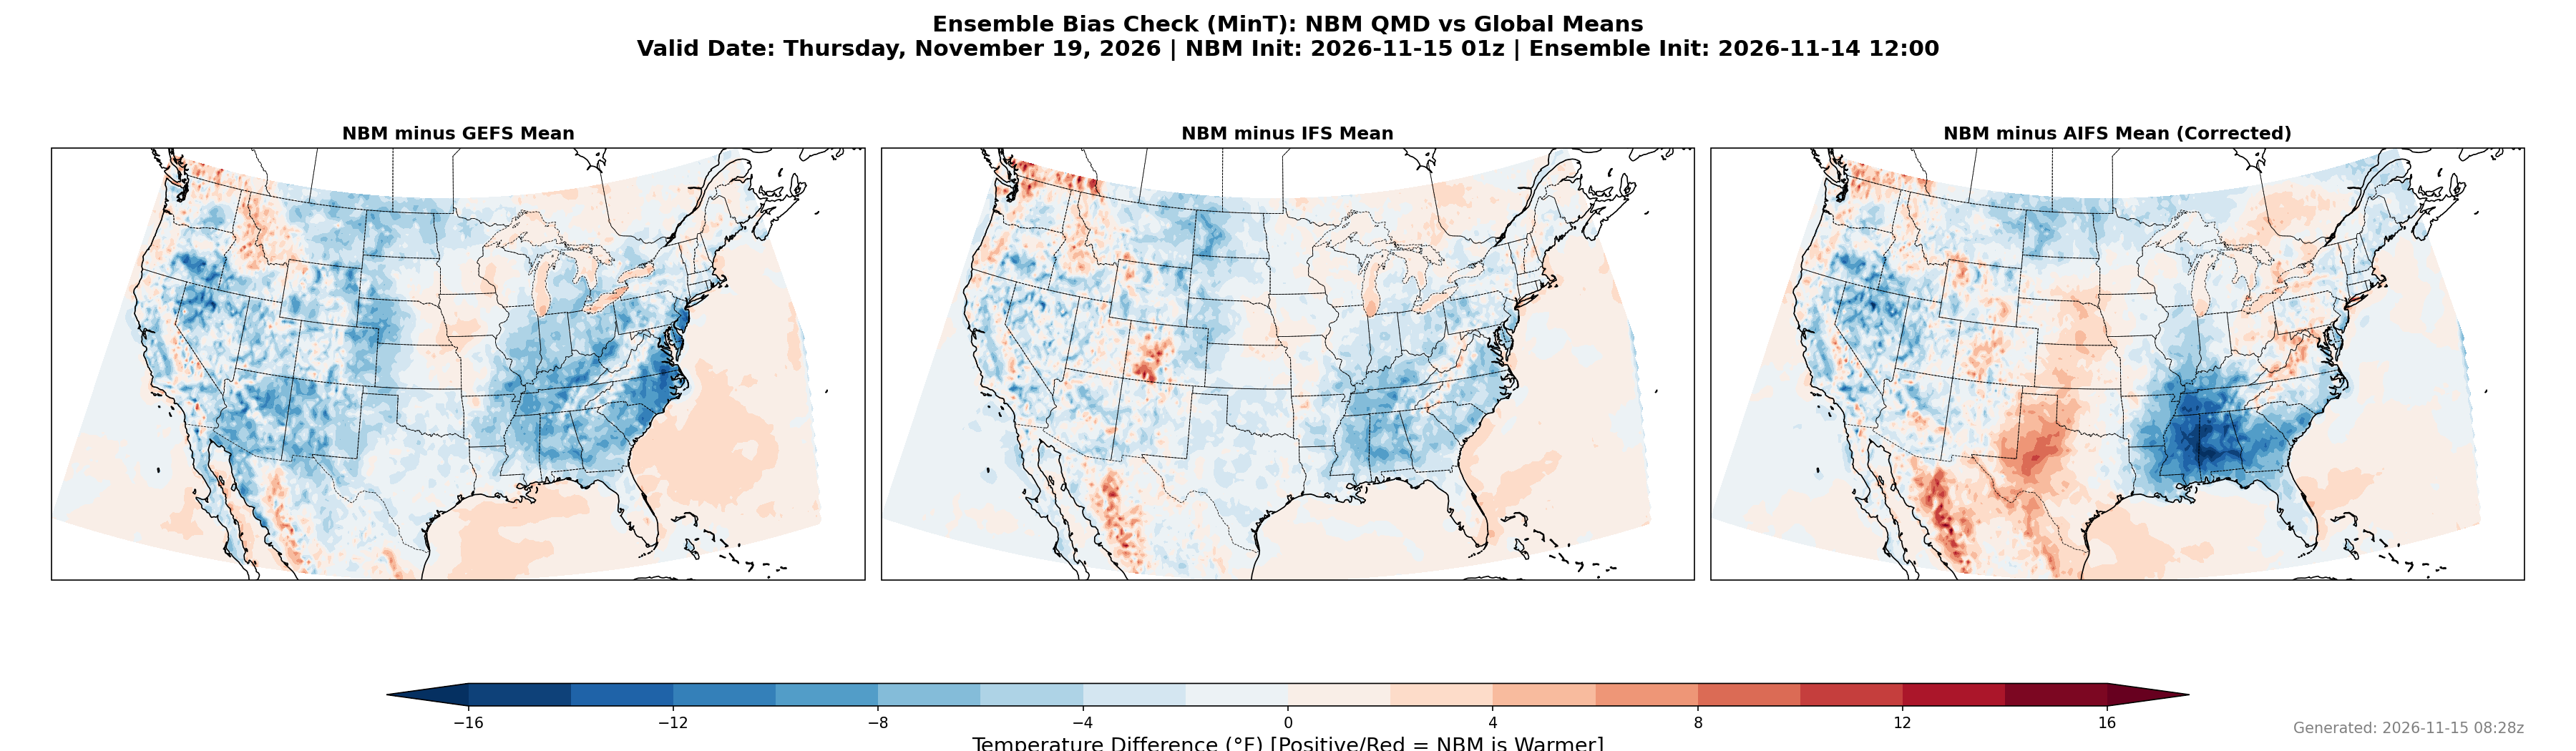 Ensemble Bias Check (MinT): NBM QMD vs Global Means
Valid Date: Thursday, November 19, 2026 | NBM Init: 2026-11-15 01z | Ensemble Init: 2026-11-14 12:00
NBM minus GEFS Mean
NBM minus IFS Mean
NBM minus AIFS Mean (Corrected)
−16 −12 −8 −4 0 4 8 12 16
Temperature Difference (°F) [Positive/Red = NBM is Warmer]
Generated: 2026-11-15 08:28z